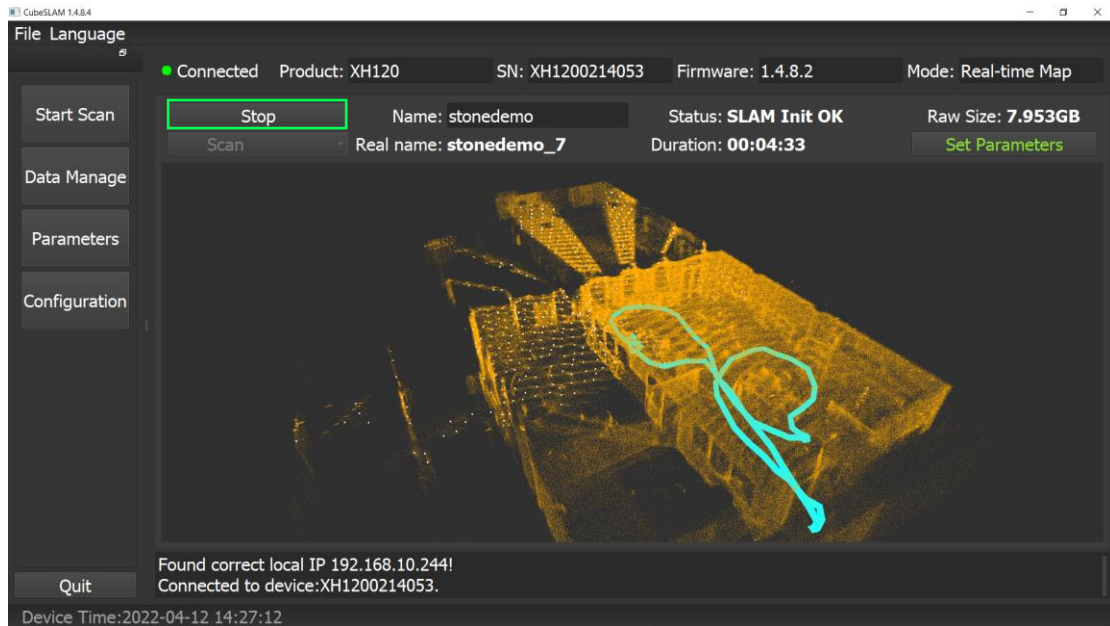 CubeSLAM 1.4.8.4
File Language
Connected Product: XH120 SN: XH1200214053 Firmware: 1.4.8.2 Mode: Real-time Map
Start Scan
Stop Name: stonedemo Status: SLAM Init OK Raw Size: 7.953GB
Scan Real name: stonedemo_7 Duration: 00:04:33 Set Parameters
Data Manage
Parameters
Configuration
Found correct local IP 192.168.10.244!
Connected to device:XH1200214053.
Quit
Device Time:2022-04-12 14:27:12